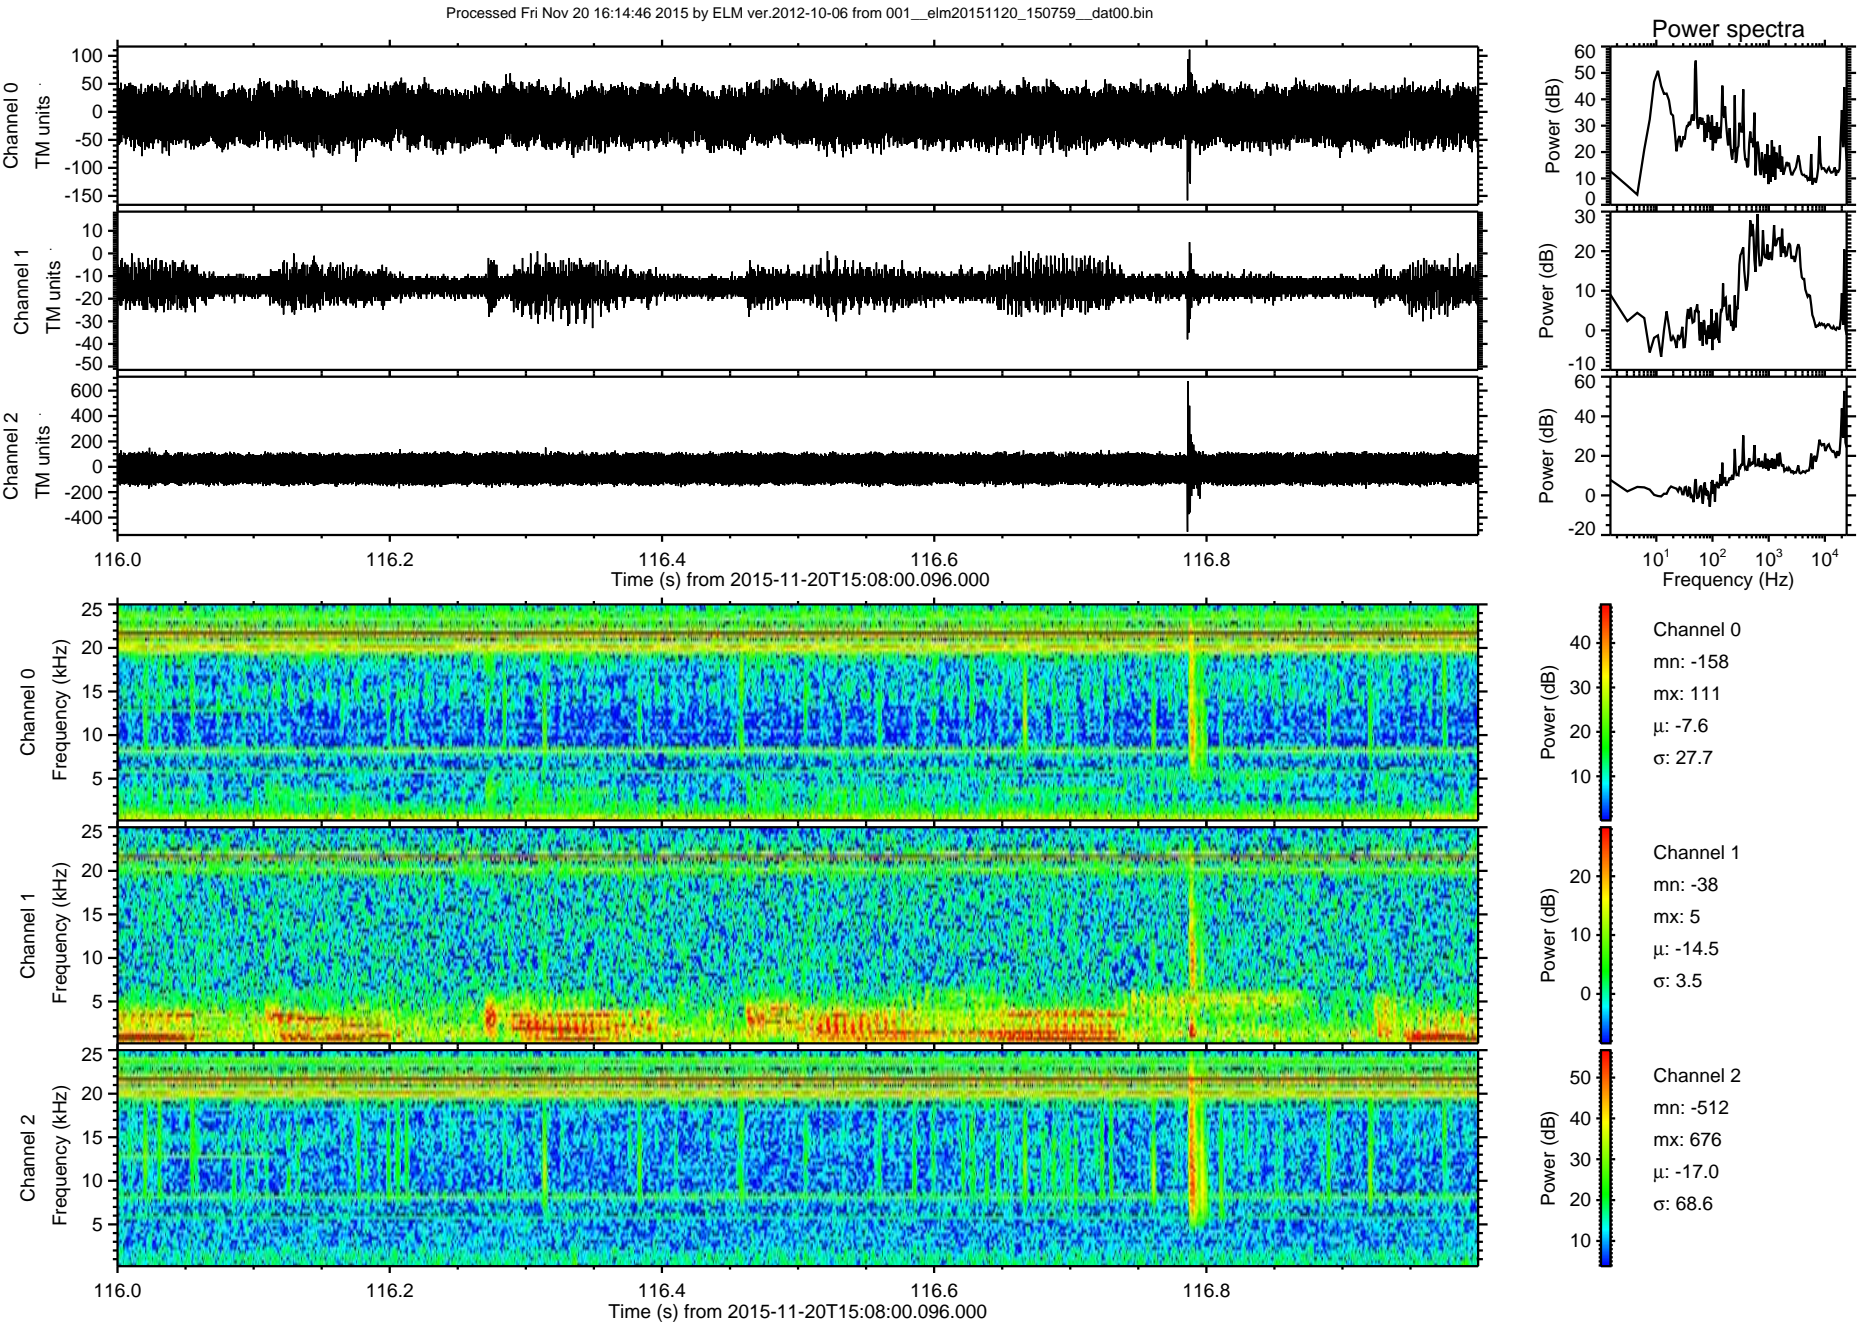 Processed Fri Nov 20 16:14:46 2015 by ELM ver.2012-10-06 from 001__elm20151120_150759__dat00.bin
Power spectra
Channel 0
TM units
100
50
0
-50
-100
-150
Power (dB)
60
50
40
30
20
10
0
Channel 1
TM units
10
0
-10
-20
-30
-40
-50
Power (dB)
30
20
10
0
-10
Channel 2
TM units
600
400
200
0
-200
-400
Power (dB)
60
40
20
0
-20
116.0 116.2 116.4 116.6 116.8
Time (s) from 2015-11-20T15:08:00.096.000
10^1 10^2 10^3 10^4
Frequency (Hz)
Channel 0
Frequency (kHz)
25
20
15
10
5
Power (dB)
40
30
20
10
Channel 0
mn: -158
mx: 111
μ: -7.6
σ: 27.7
Channel 1
Frequency (kHz)
25
20
15
10
5
Power (dB)
20
10
0
Channel 1
mn: -38
mx: 5
μ: -14.5
σ: 3.5
Channel 2
Frequency (kHz)
25
20
15
10
5
Power (dB)
50
40
30
20
10
Channel 2
mn: -512
mx: 676
μ: -17.0
σ: 68.6
116.0 116.2 116.4 116.6 116.8
Time (s) from 2015-11-20T15:08:00.096.000